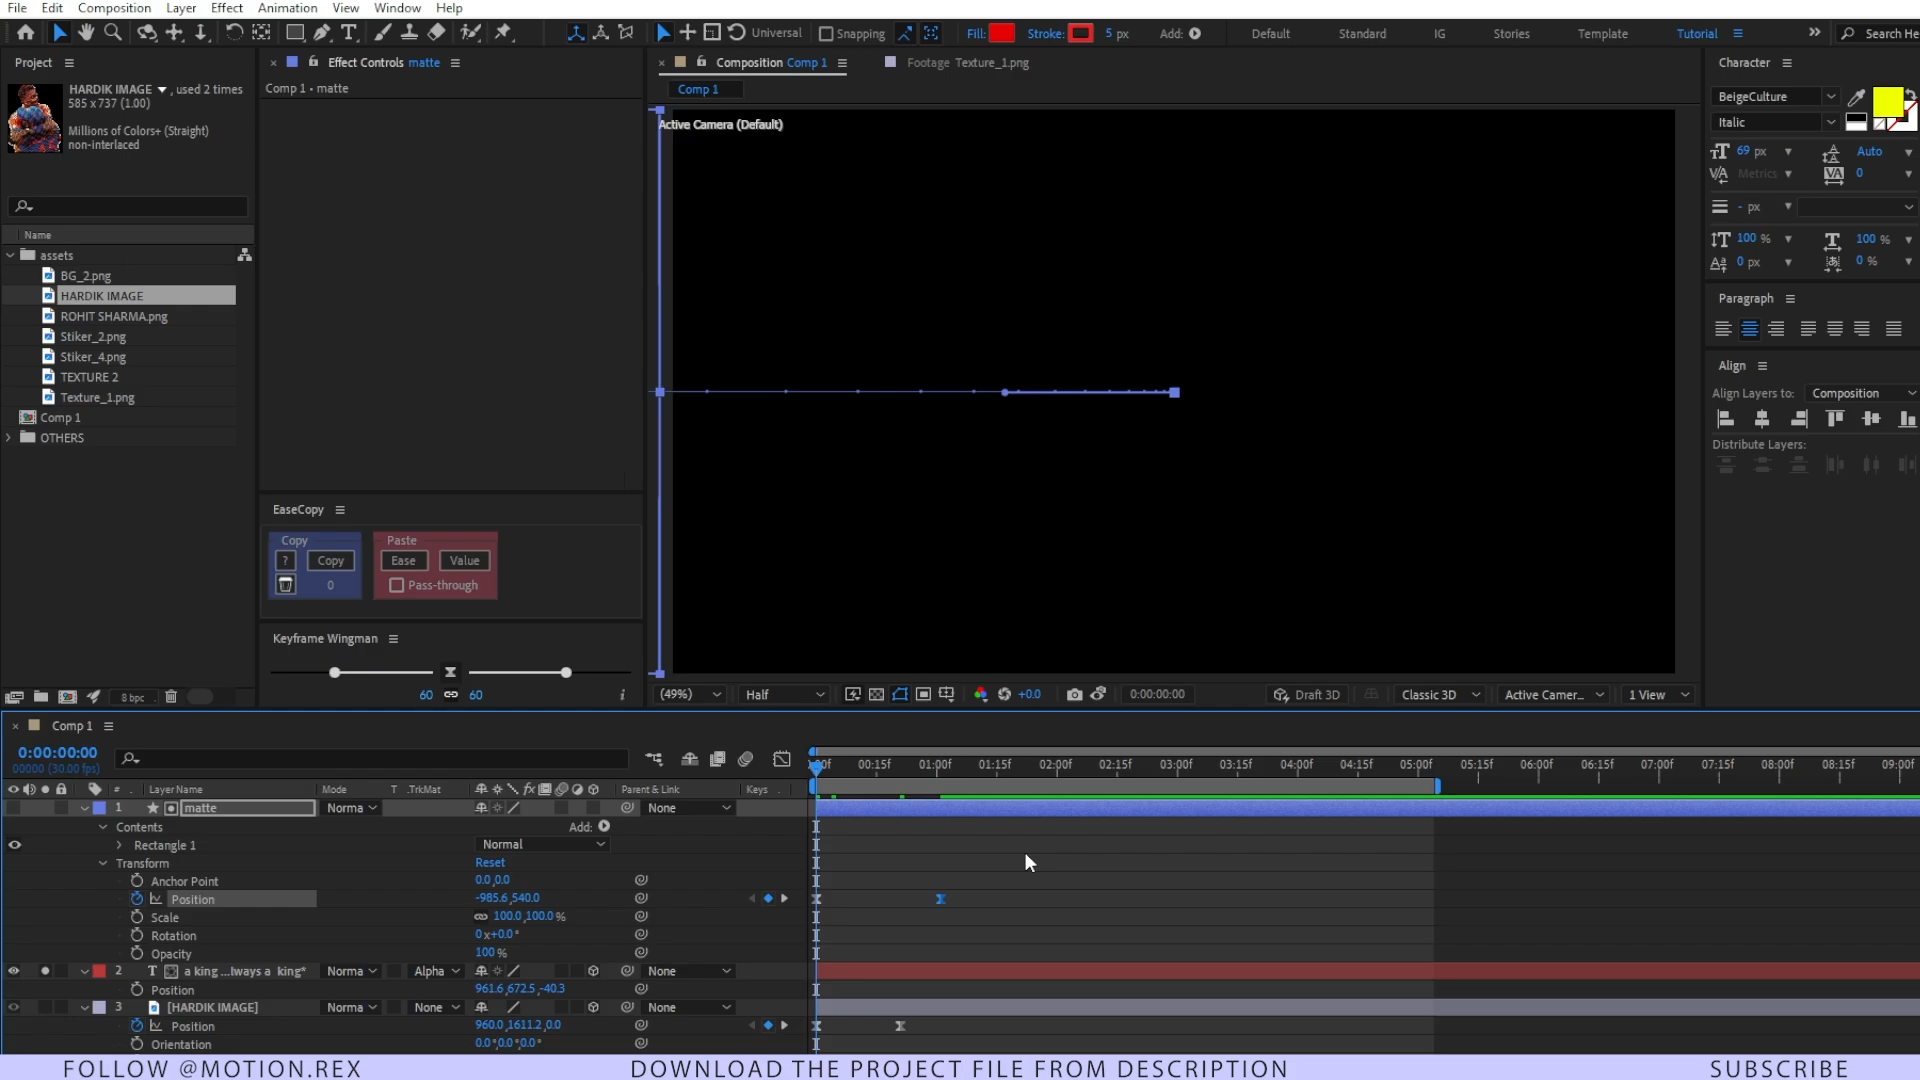 File Edit Composition Layer Effect Animation View Window Help
Universal Snapping Fill: Stroke: 5 px Add: Default Standard IG Stories Template Tutorial Search He
Project Effect Controls matte Composition Comp 1 Footage Texture_1.png Character
HARDIK IMAGE , used 2 times
585 x 737 (1.00)
Millions of Colors+ (Straight)
non-interlaced
Comp 1 • matte
Comp 1
Active Camera (Default)
BeigeCulture
Italic
69 px Auto
Metrics 0
- px
100 % 100 %
0 px 0 %
Paragraph
Align
Align Layers to: Composition
Distribute Layers:
Name
assets
BG_2.png
HARDIK IMAGE
ROHIT SHARMA.png
Stiker_2.png
Stiker_4.png
TEXTURE 2
Texture_1.png
Comp 1
OTHERS
EaseCopy
Copy Paste
? Copy Ease Value
0 Pass-through
Keyframe Wingman
60 60 i
8 bpc
(49%) Half +0.0 0:00:00:00 Draft 3D Classic 3D Active Camer... 1 View
Comp 1
0:00:00:00
00000 (30.00 fps)
:00f 00:15f 01:00f 01:15f 02:00f 02:15f 03:00f 03:15f 04:00f 04:15f 05:00f 05:15f 06:00f 06:15f 07:00f 07:15f 08:00f 08:15f 09:00f
# Layer Name Mode T .TrkMat fx Parent & Link Keys
1 matte Norma None
Contents Add:
Rectangle 1 Normal
Transform Reset
Anchor Point 0.0,0.0
Position -985.6,540.0
Scale 100.0,100.0%
Rotation 0x+0.0°
Opacity 100%
2 T a king ...lways a king* Norma Alpha None
Position 961.6,672.5,-40.3
3 [HARDIK IMAGE] Norma None None
Position 960.0,1611.2,0.0
Orientation 0.0°,0.0°,0.0°
FOLLOW @MOTION.REX DOWNLOAD THE PROJECT FILE FROM DESCRIPTION SUBSCRIBE